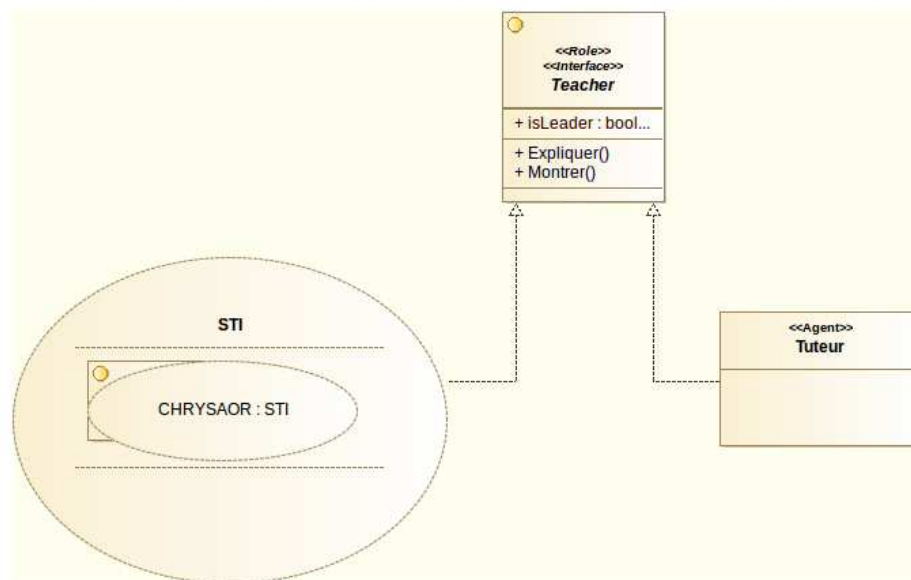 <<Role>>
<<Interface>>
Teacher
+ isLeader : bool...
+ Expliquer()
+ Montrer()
STI
CHRYSAOR : STI
<<Agent>>
Tuteur